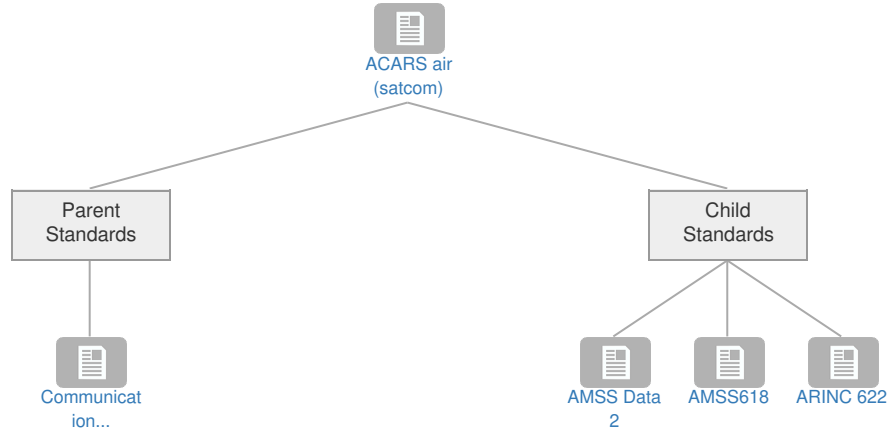 ACARS air
(satcom)
Parent
Standards
Child
Standards
Communicat
ion...
AMSS Data
2
AMSS618
ARINC 622